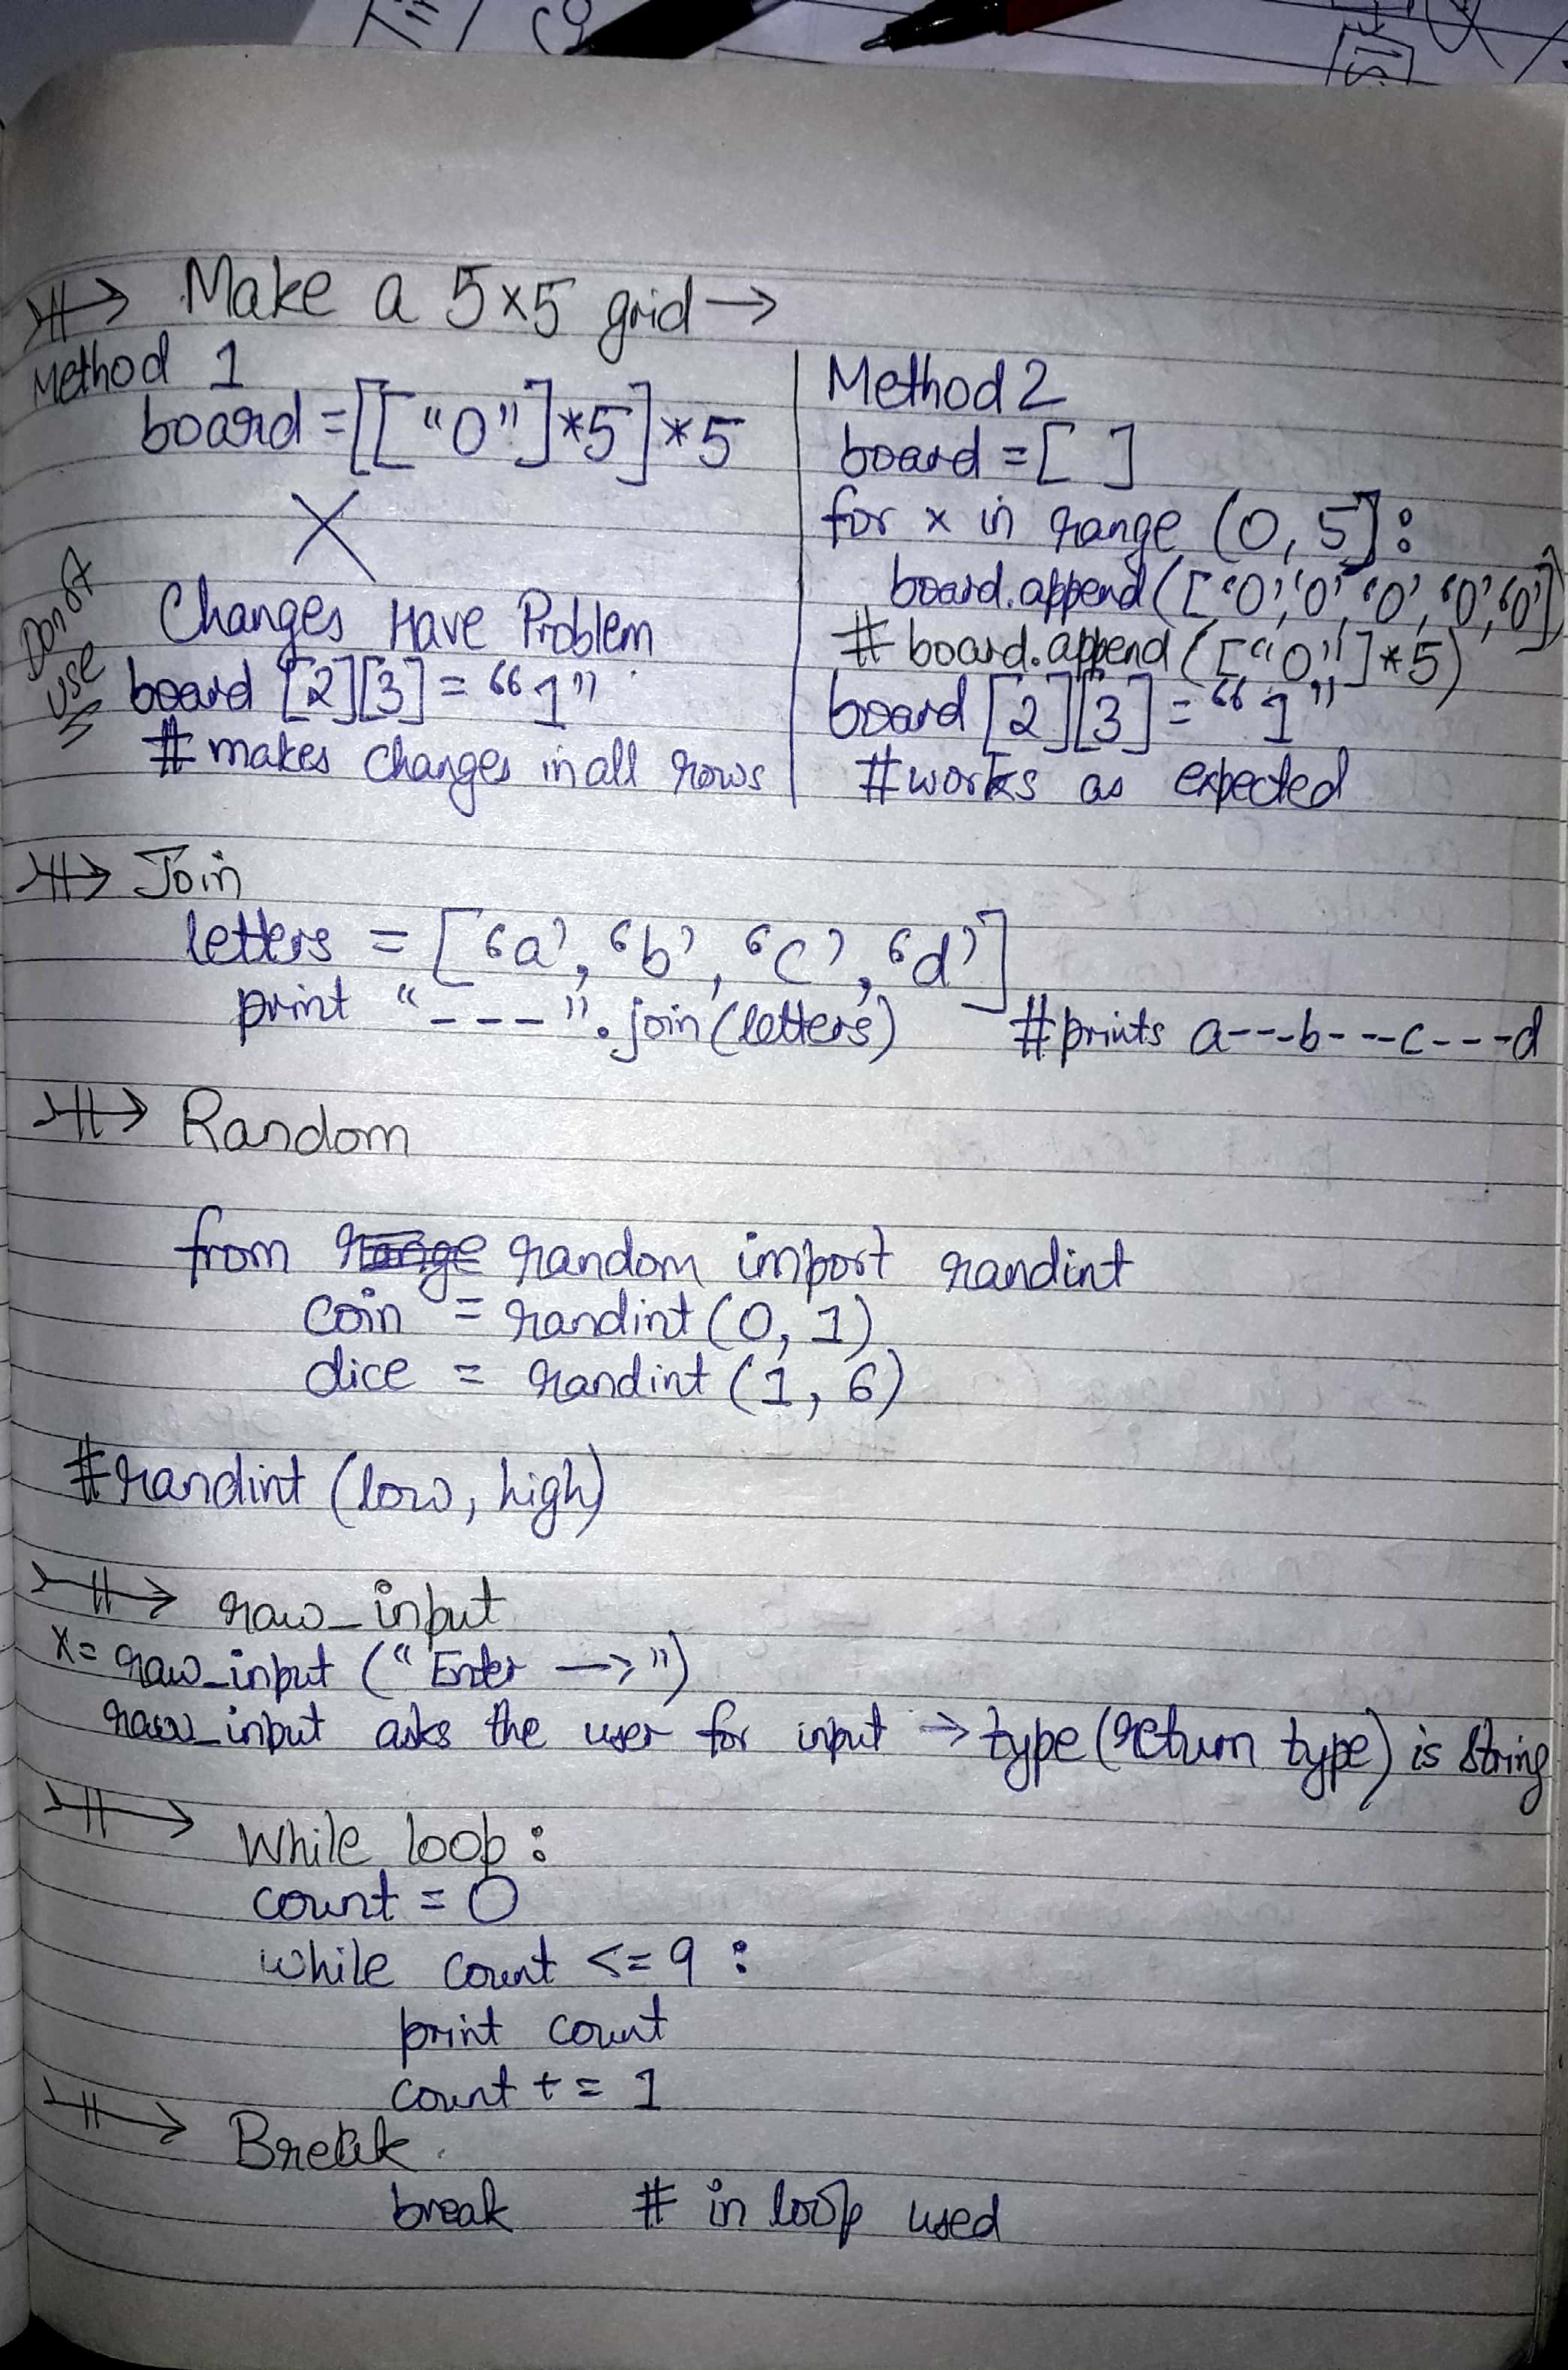 Make a 5x5 grid →
Method 1
board = [["0"]*5]*5
X
Don't use
Changes Have Problem
board [2][3] = "1"
# makes changes in all rows
Method 2
board = [ ]
for x in range (0, 5]:
board.append(['0','0','0','0','0'])
# board.append(["0"]*5)
board [2][3] = "1"
# works as expected
Join
letters = ['a', 'b', 'c', 'd']
print "---".join(letters) # prints a---b---c---d
Random
from range random import randint
coin = randint (0, 1)
dice = randint (1, 6)
# randint (low, high)
raw_input
x = raw_input ("Enter -->")
raw_input asks the user for input → type (return type) is string
While loop :
count = 0
while count <= 9 :
print count
count += 1
Break
break # in loop used